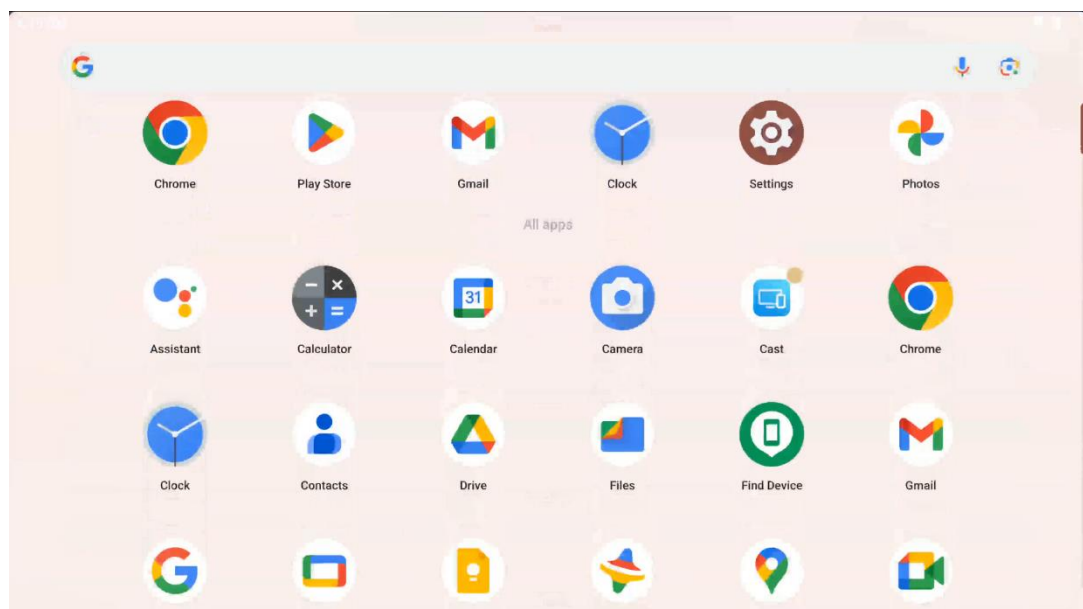 Chrome Play Store Gmail Clock Settings Photos
All apps
31
Assistant Calculator Calendar Camera Cast Chrome
Clock Contacts Drive Files Find Device Gmail